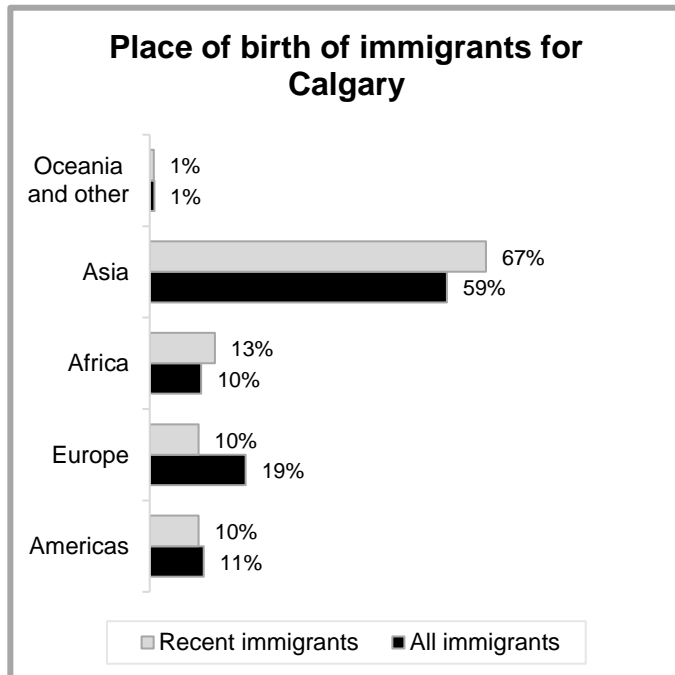 Place of birth of immigrants for
Calgary
Oceania
and other
1%
1%
Asia
67%
59%
Africa
13%
10%
Europe
10%
19%
Americas
10%
11%
Recent immigrants
All immigrants